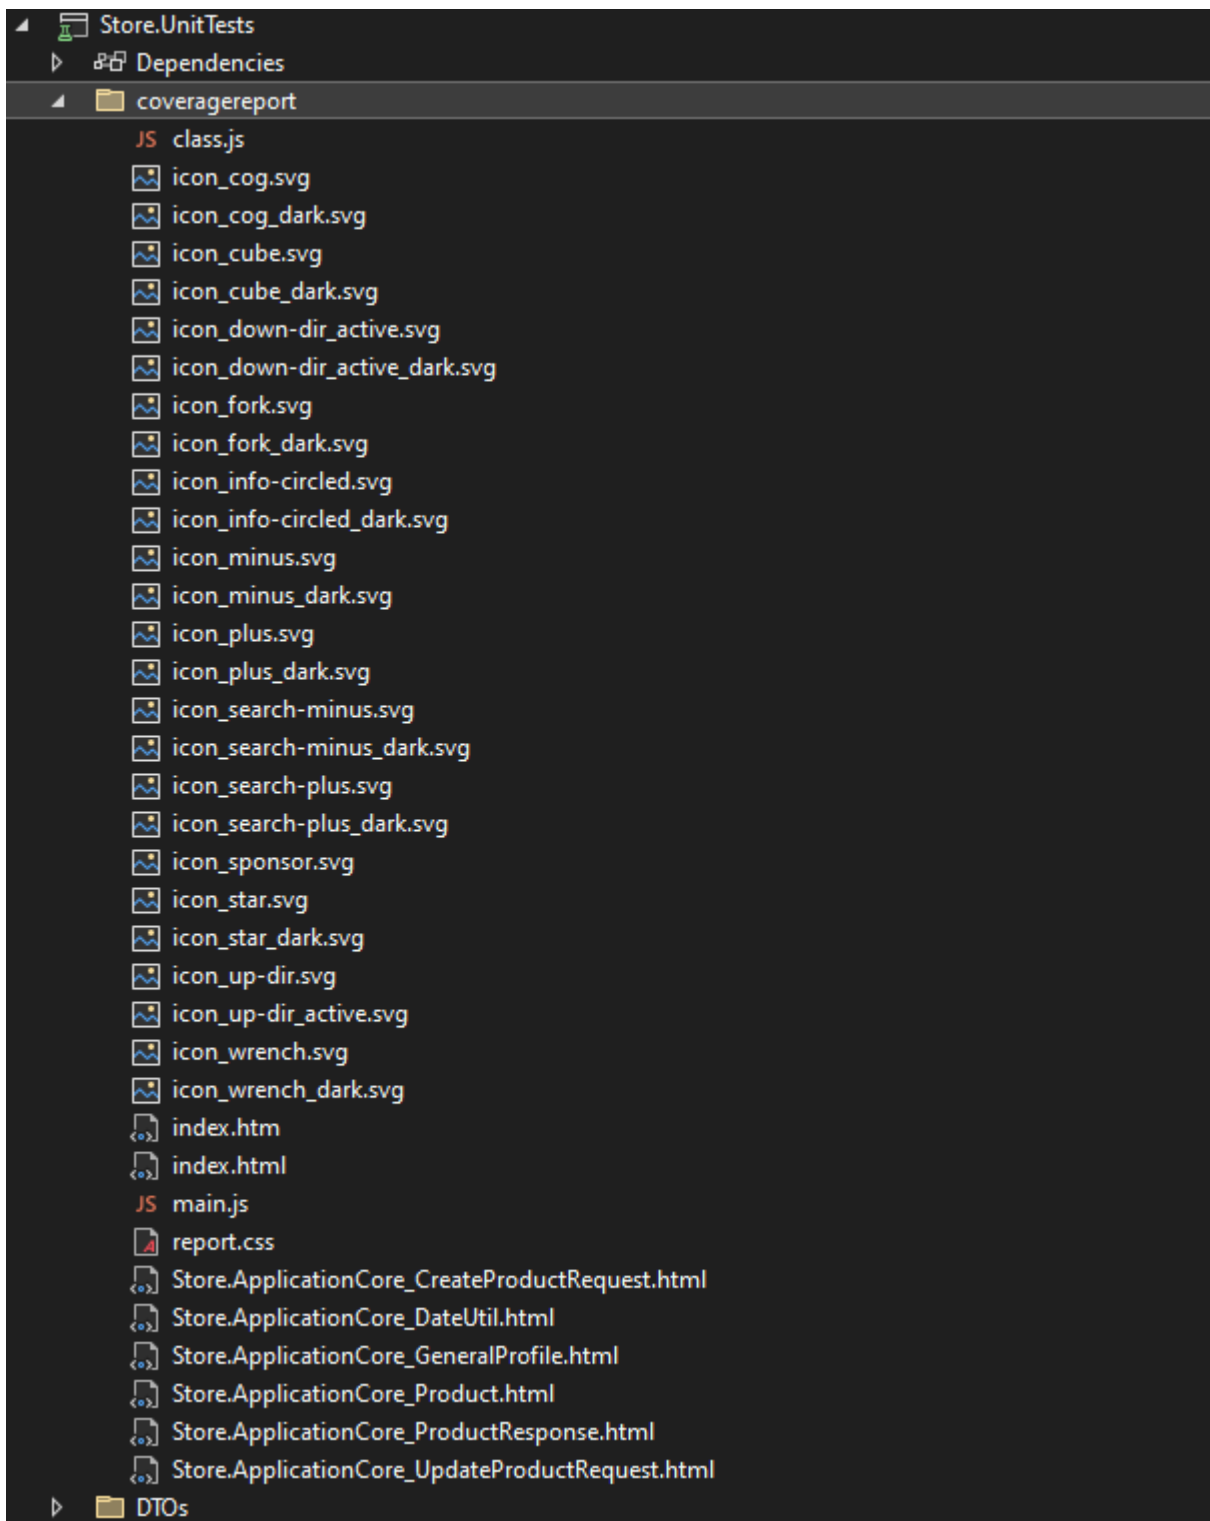 Store.UnitTests
Dependencies
coveragereport
JS class.js
icon_cog.svg
icon_cog_dark.svg
icon_cube.svg
icon_cube_dark.svg
icon_down-dir_active.svg
icon_down-dir_active_dark.svg
icon_fork.svg
icon_fork_dark.svg
icon_info-circled.svg
icon_info-circled_dark.svg
icon_minus.svg
icon_minus_dark.svg
icon_plus.svg
icon_plus_dark.svg
icon_search-minus.svg
icon_search-minus_dark.svg
icon_search-plus.svg
icon_search-plus_dark.svg
icon_sponsor.svg
icon_star.svg
icon_star_dark.svg
icon_up-dir.svg
icon_up-dir_active.svg
icon_wrench.svg
icon_wrench_dark.svg
index.htm
index.html
JS main.js
report.css
Store.ApplicationCore_CreateProductRequest.html
Store.ApplicationCore_DateUtil.html
Store.ApplicationCore_GeneralProfile.html
Store.ApplicationCore_Product.html
Store.ApplicationCore_ProductResponse.html
Store.ApplicationCore_UpdateProductRequest.html
DTOs